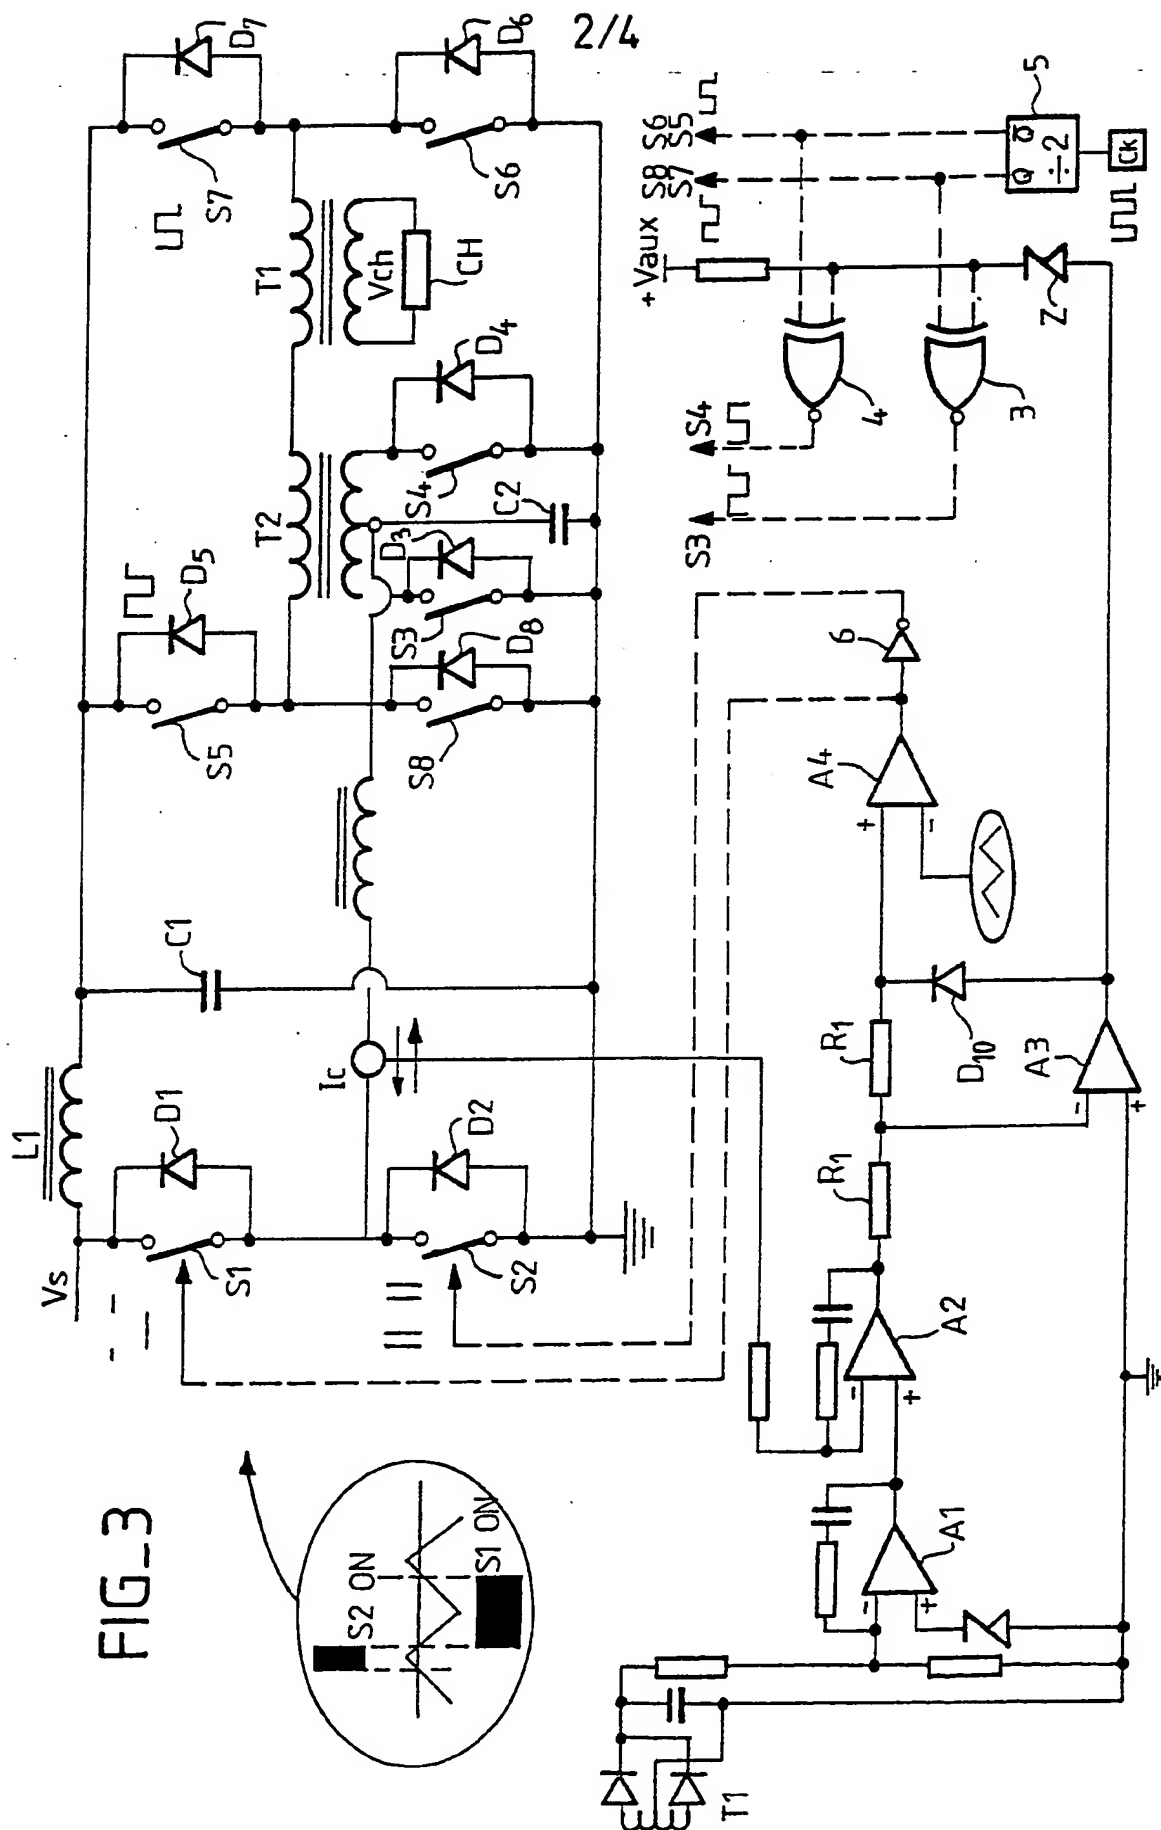 2/4
FIG_3
Vs
L1
D1
S1
D2
S2
Ic
C1
S5
D5
S8
D8
S3
D3
T2
C2
S4
D4
T1
Vch
CH
S7
D7
S6
D6
S2 ON
S1 ON
T1
A1
A2
R1
R1
A3
D10
A4
6
S3
S4
4
3
+Vaux
Z
S8
S7
S6
S5
Q
Q̅
÷2
5
Ck
-
+
-
+
-
+
+
-